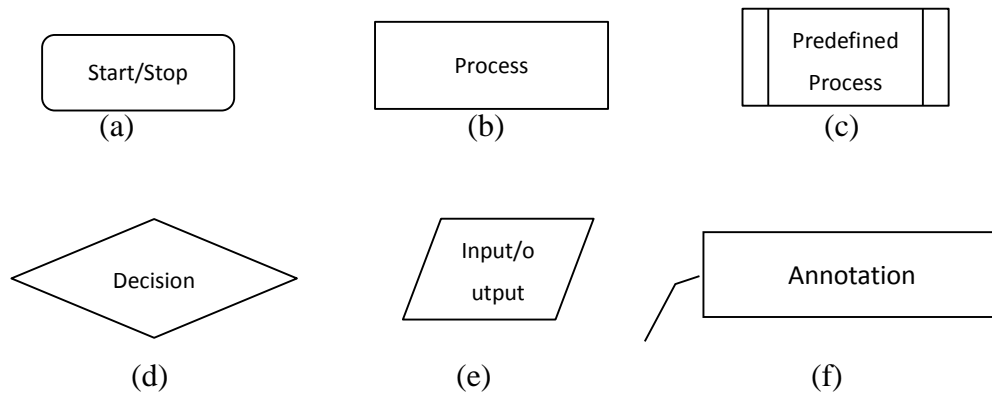 Start/Stop
(a)
Process
(b)
Predefined
Process
(c)
Decision
(d)
Input/o
utput
(e)
Annotation
(f)